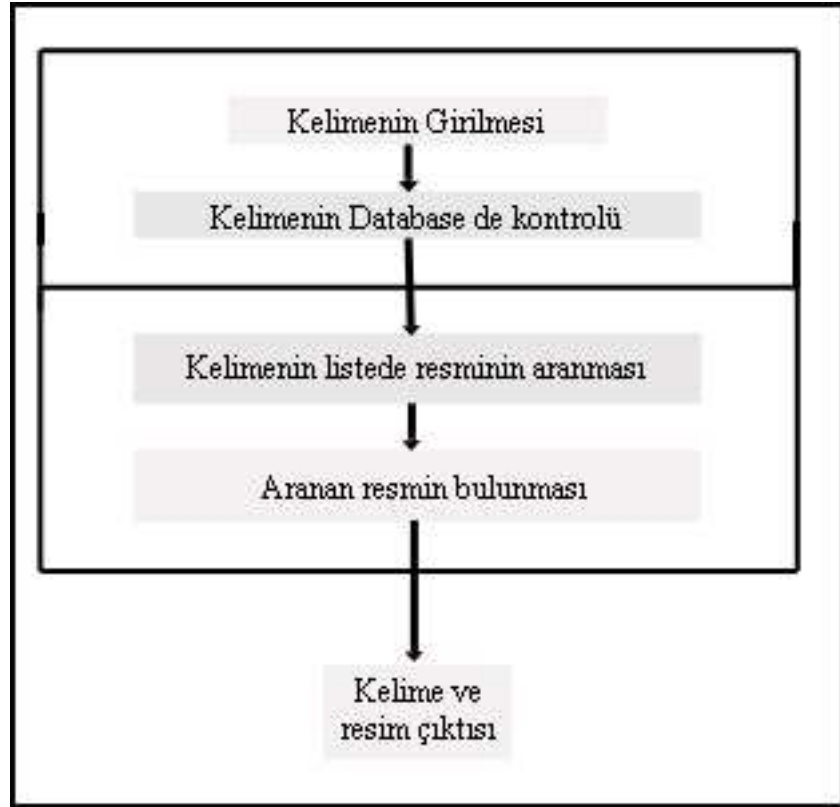 Kelimenin Girilmesi
Kelimenin Database de kontrolü
Kelimenin listede resminin aranması
Aranan resmin bulunması
Kelime ve
resim çıktısı